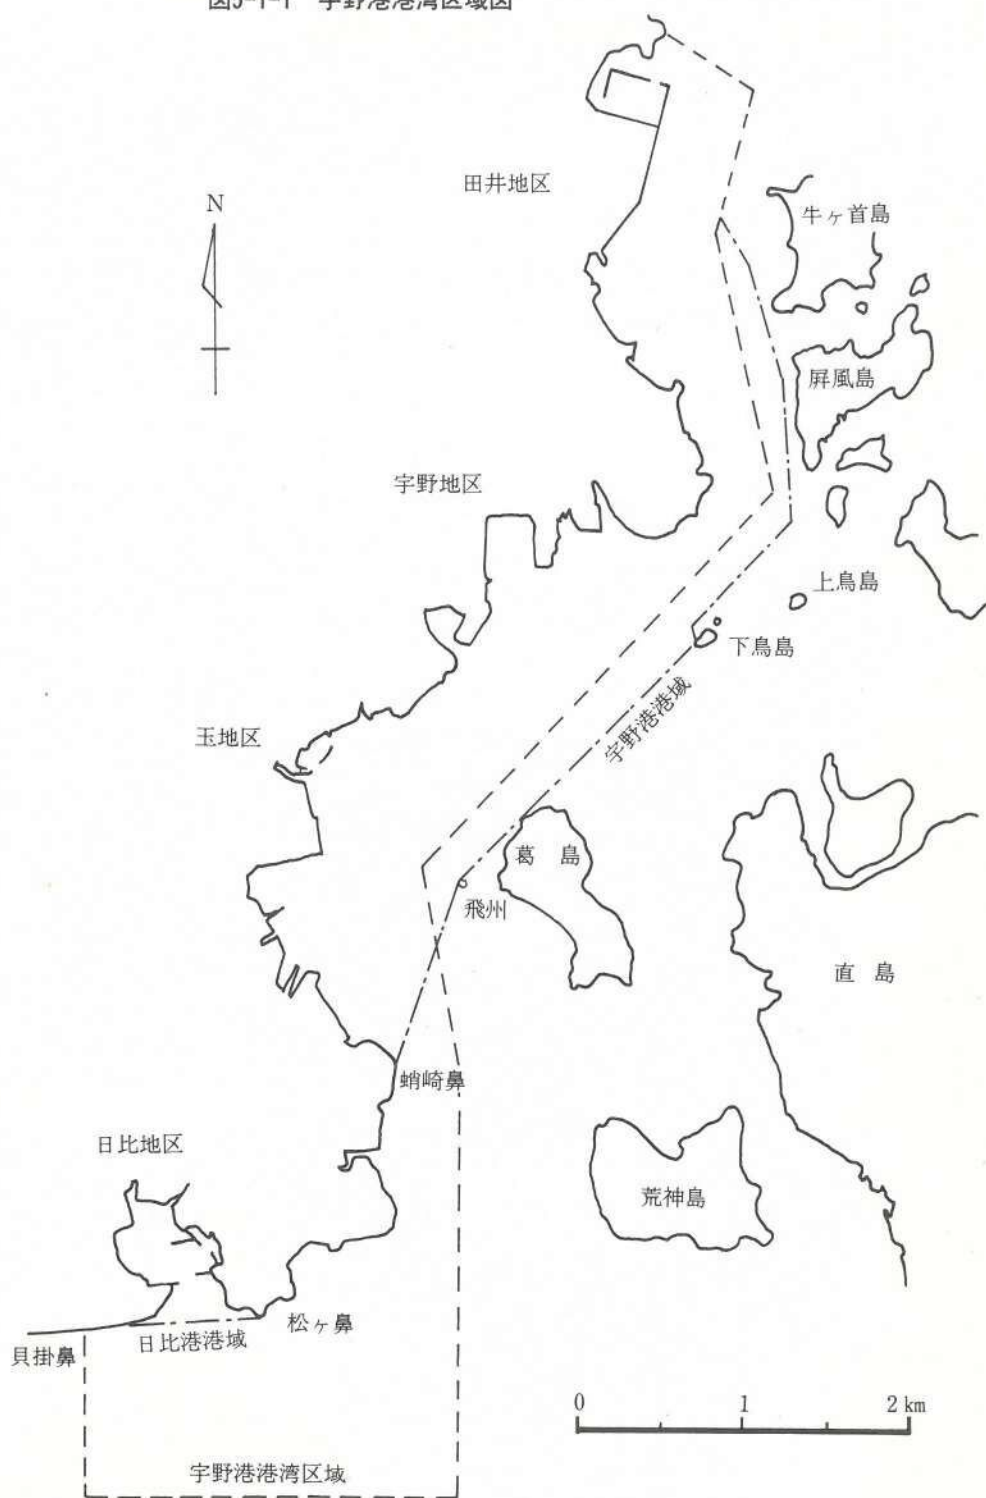 図5-1-1 宇野港港湾区域図
田井地区
N
牛ヶ首島
屏風島
宇野地区
上烏島
下烏島
宇野港港域
玉地区
葛島
飛州
直島
蛸崎鼻
日比地区
荒神島
松ヶ鼻
日比港港域
貝掛鼻
0 1 2 km
宇野港港湾区域